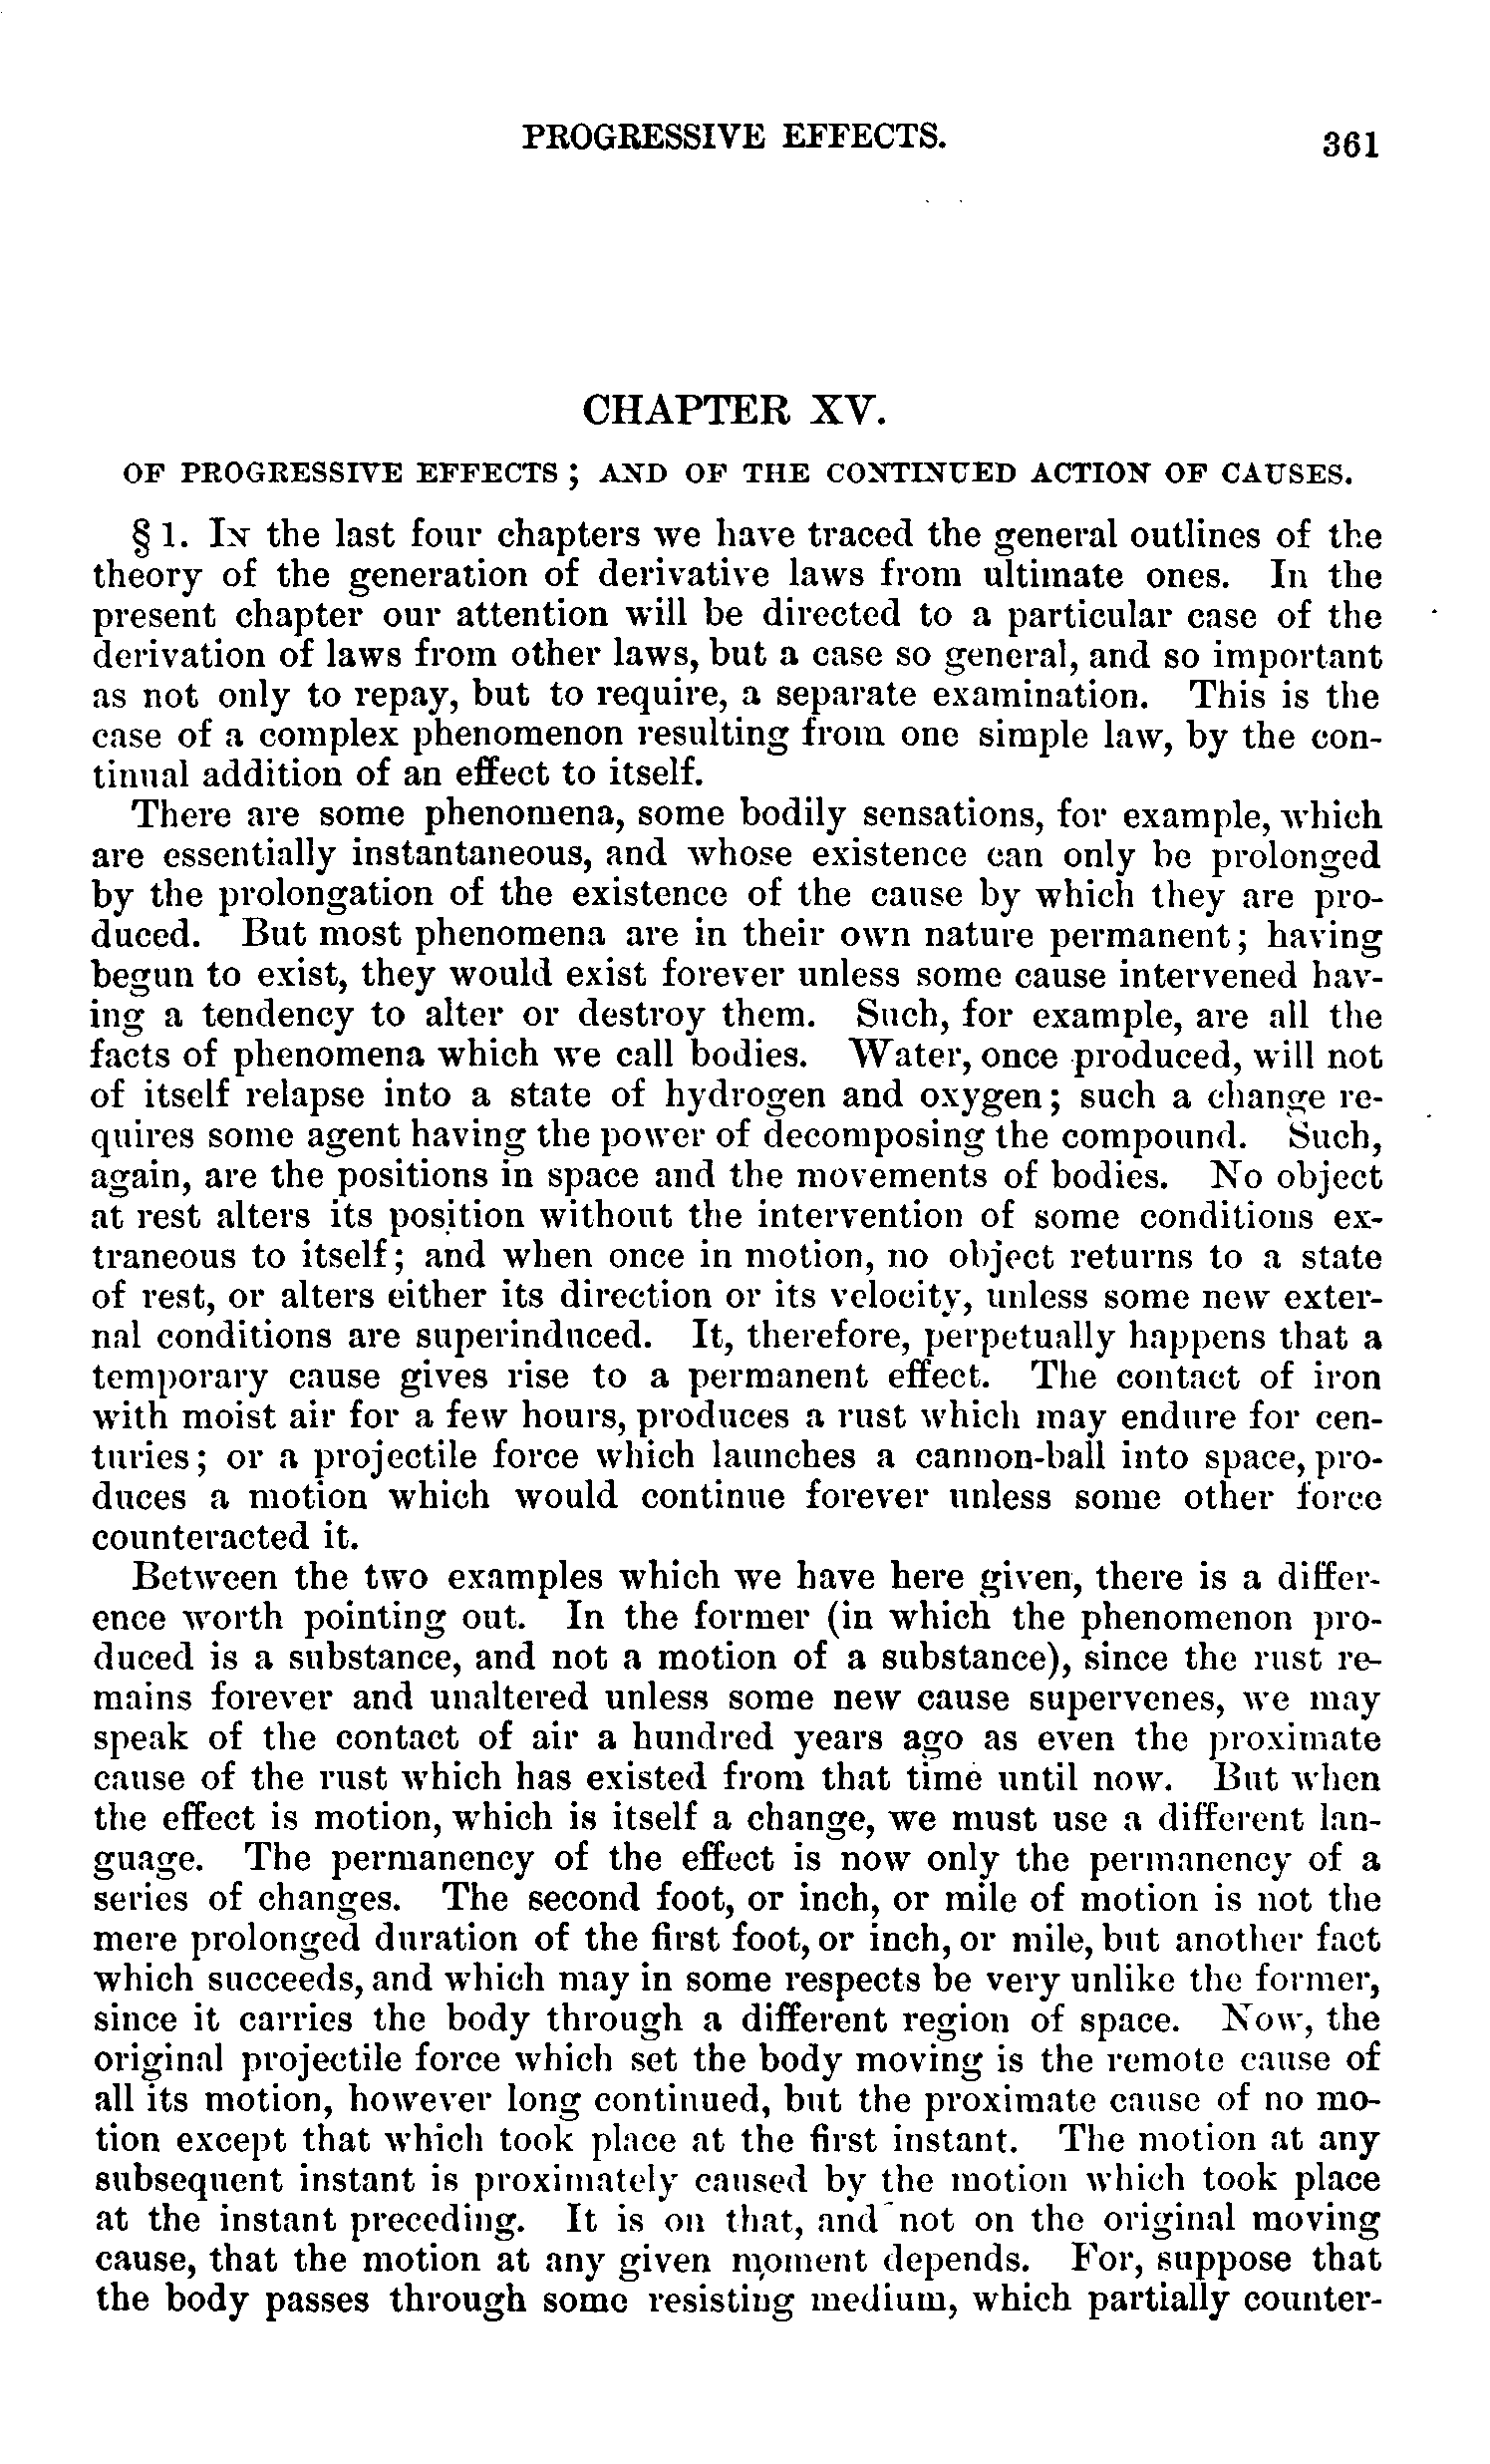 PROGRESSIVE EFFECTS. 361
CHAPTER XV.
OF PROGRESSIVE EFFECTS; AND OF THE CONTINUED ACTION OF CAUSES.
§ 1. IN the last four chapters we have traced the general outlines of the
theory of the generation of derivative laws from ultimate ones. In the
present chapter our attention will be directed to a particular case of the
derivation of laws from other laws, but a case so general, and so important
as not only to repay, but to require, a separate examination. This is the
case of a complex phenomenon resulting from one simple law, by the con-
tinual addition of an effect to itself.
There are some phenomena, some bodily sensations, for example, which
are essentially instantaneous, and whose existence can only be prolonged
by the prolongation of the existence of the cause by which they are pro-
duced. But most phenomena are in their own nature permanent; having
begun to exist, they would exist forever unless some cause intervened hav-
ing a tendency to alter or destroy them. Such, for example, are all the
facts of phenomena which we call bodies. Water, once produced, will not
of itself relapse into a state of hydrogen and oxygen; such a change re-
quires some agent having the power of decomposing the compound. Such,
again, are the positions in space and the movements of bodies. No object
at rest alters its position without the intervention of some conditions ex-
traneous to itself; and when once in motion, no object returns to a state
of rest, or alters either its direction or its velocity, unless some new exter-
nal conditions are superinduced. It, therefore, perpetually happens that a
temporary cause gives rise to a permanent effect. The contact of iron
with moist air for a few hours, produces a rust which may endure for cen-
turies; or a projectile force which launches a cannon-ball into space, pro-
duces a motion which would continue forever unless some other force
counteracted it.
Between the two examples which we have here given, there is a differ-
ence worth pointing out. In the former (in which the phenomenon pro-
duced is a substance, and not a motion of a substance), since the rust re-
mains forever and unaltered unless some new cause supervenes, we may
speak of the contact of air a hundred years ago as even the proximate
cause of the rust which has existed from that time until now. But when
the effect is motion, which is itself a change, we must use a different lan-
guage. The permanency of the effect is now only the permanency of a
series of changes. The second foot, or inch, or mile of motion is not the
mere prolonged duration of the first foot, or inch, or mile, but another fact
which succeeds, and which may in some respects be very unlike the former,
since it carries the body through a different region of space. Now, the
original projectile force which set the body moving is the remote cause of
all its motion, however long continued, but the proximate cause of no mo-
tion except that which took place at the first instant. The motion at any
subsequent instant is proximately caused by the motion which took place
at the instant preceding. It is on that, and not on the original moving
cause, that the motion at any given moment depends. For, suppose that
the body passes through some resisting medium, which partially counter-